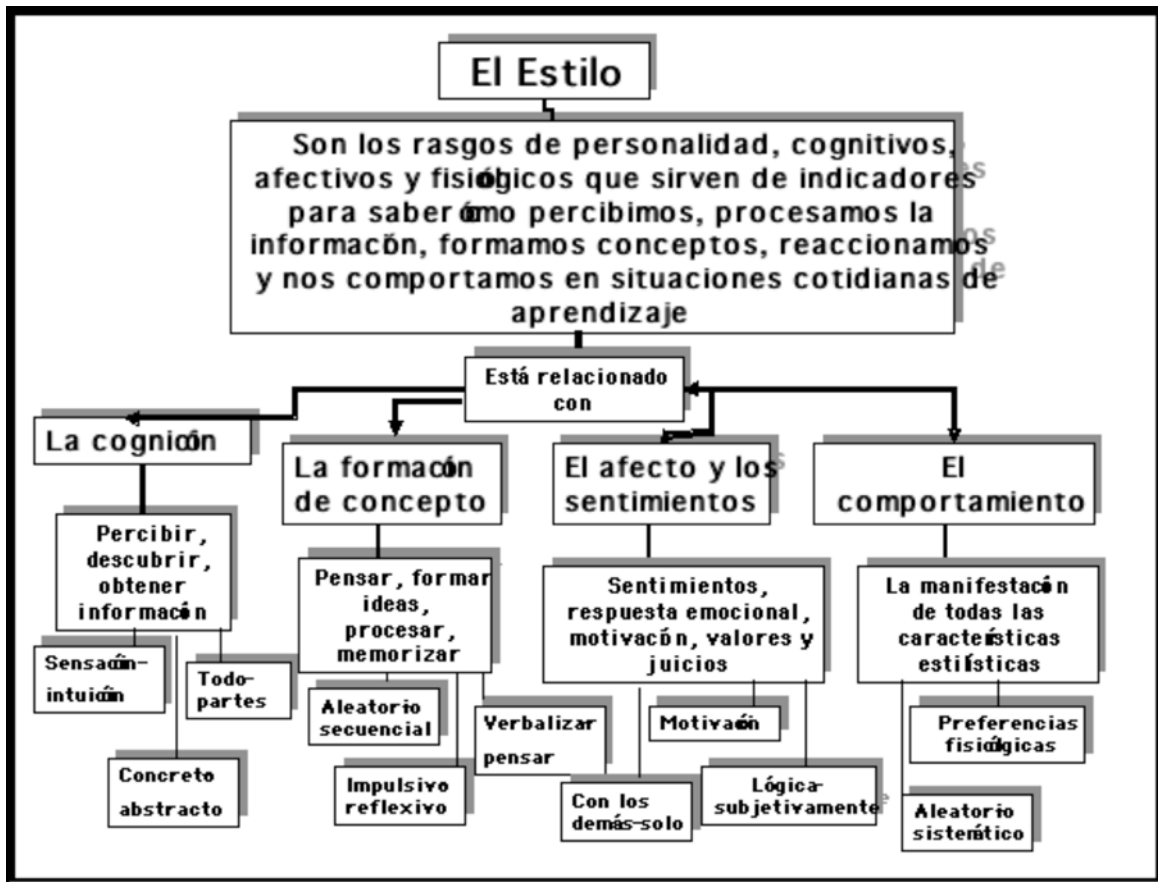 El Estilo
Son los rasgos de personalidad, cognitivos,
afectivos y fisiológicos que sirven de indicadores
para saber cómo percibimos, procesamos la
información, formamos conceptos, reaccionamos
y nos comportamos en situaciones cotidianas de
aprendizaje
Está relacionado
con
La cognición
La formación
de concepto
El afecto y los
sentimientos
El
comportamiento
Percibir,
descubrir,
obtener
información
Pensar, formar
ideas,
procesar,
memorizar
Sentimientos,
respuesta emocional,
motivación, valores y
juicios
La manifestación
de todas las
características
estilísticas
Sensación-
intuición
Todo-
partes
Concreto-
abstracto
Aleatorio-
secuencial
Impulsivo-
reflexivo
Verbalizar-
pensar
Con los
demás-solo
Motivación
Lógica-
subjetivamente
Preferencias
fisiológicas
Aleatorio-
sistemático